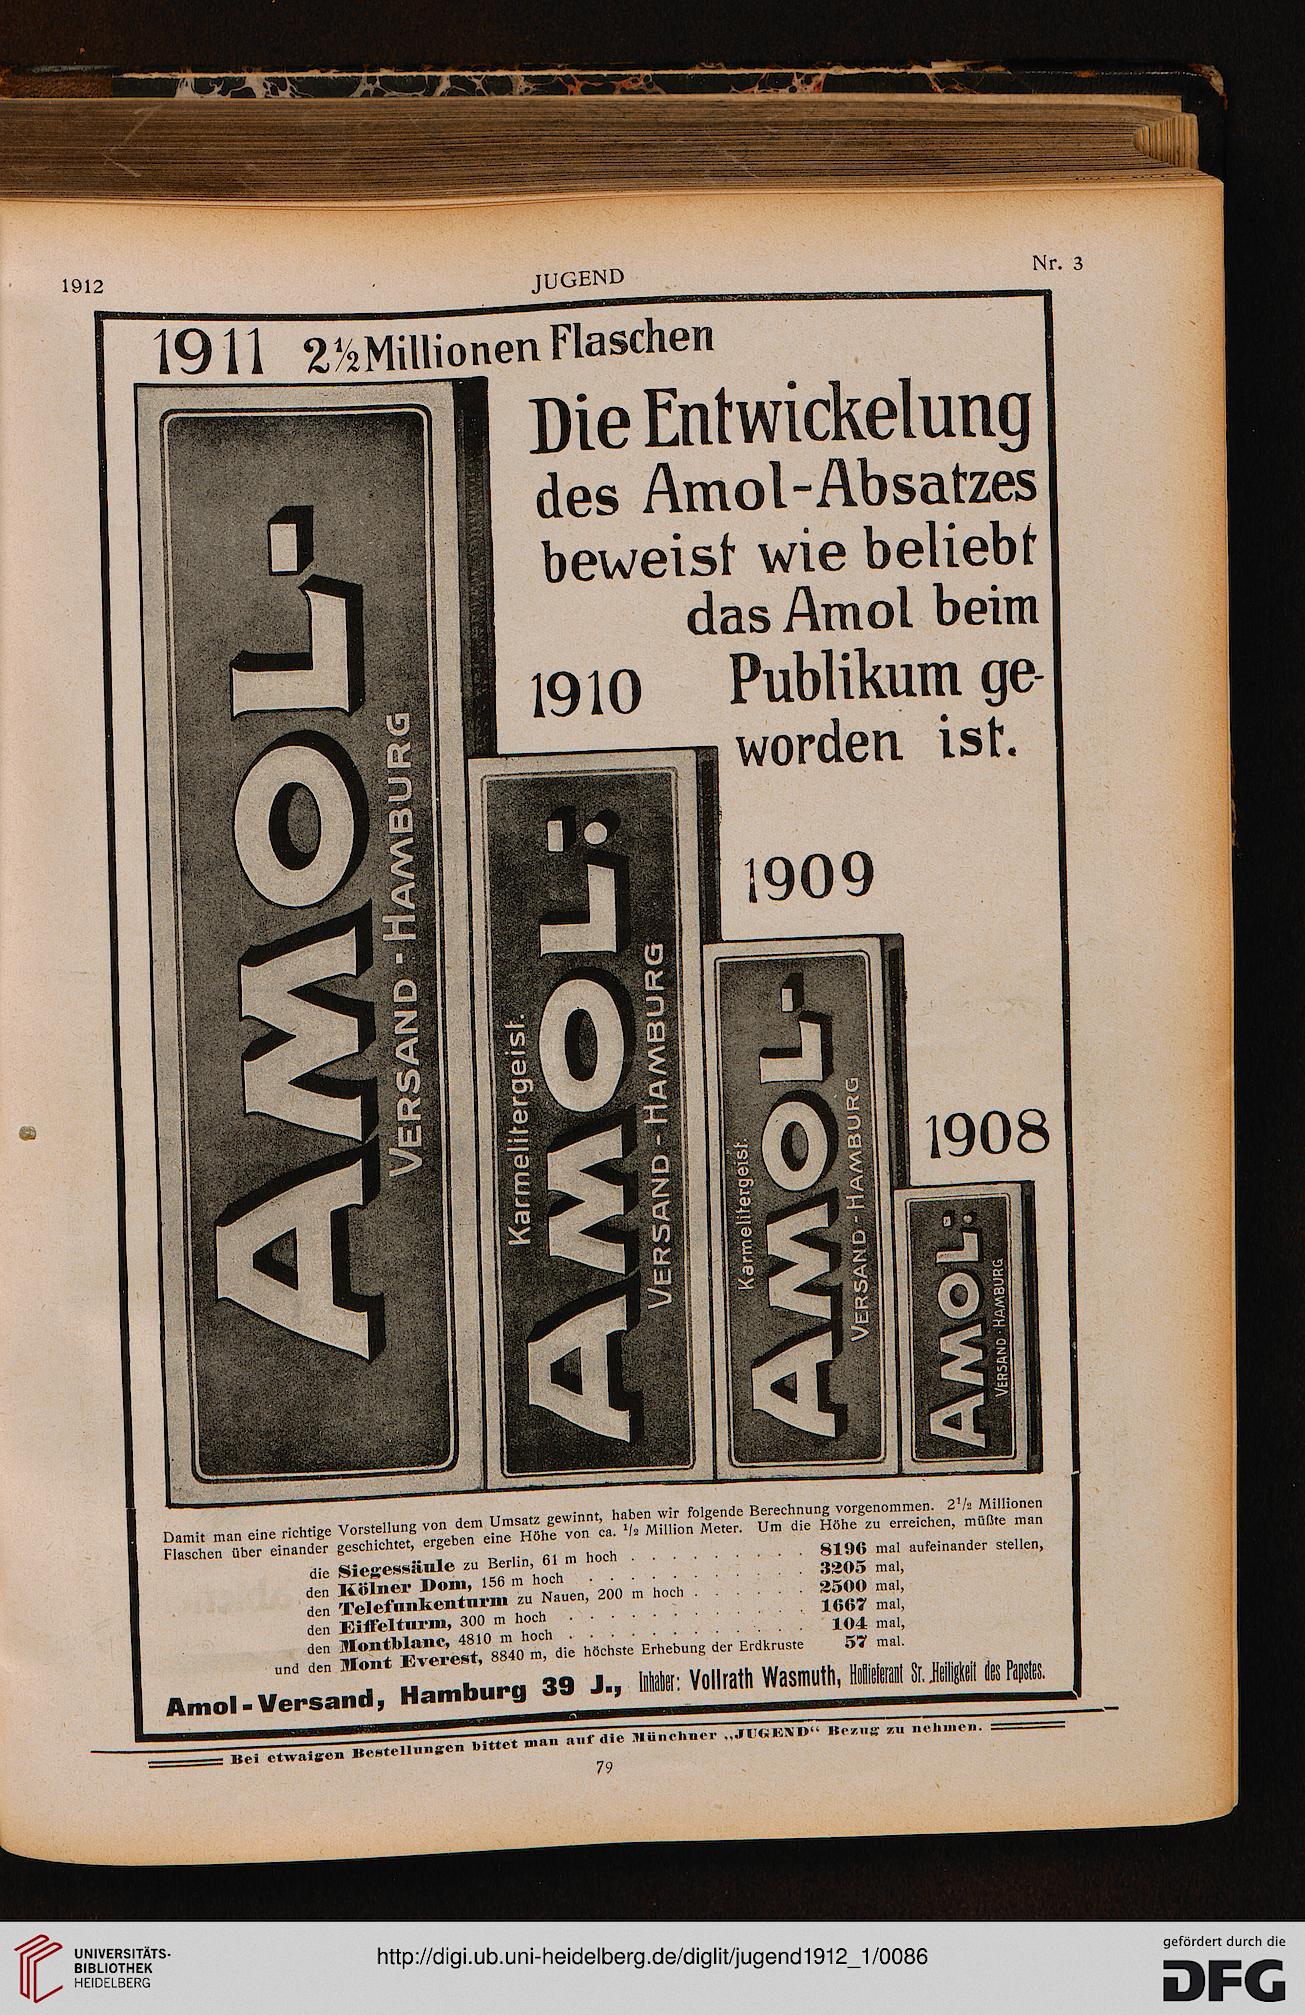 1912
JUGEND
Nr. 3
1911 2½ Millionen Flaschen
Die Entwickelung
des Amol-Absatzes
beweist wie beliebt
das Amol beim
Publikum ge-
worden ist.
1910
1909
1908
AMOL.
VERSAND-HAMBURG
Karmelitergeist.
AMOL:
VERSAND-HAMBURG
Karmelitergeist.
AMOL.
VERSAND-HAMBURG
AMOL:
VERSAND-HAMBURG
Damit man eine richtige Vorstellung von dem Umsatz gewinnt, haben wir folgende Berechnung vorgenommen. 2¹/₂ Millionen
Flaschen über einander geschichtet, ergeben eine Höhe von ca. ¹/₂ Million Meter. Um die Höhe zu erreichen, müßte man
die Siegessäule zu Berlin, 61 m hoch . . . . . . . . . 8196 mal aufeinander stellen,
den Kölner Dom, 156 m hoch . . . . . . . . . . . 3205 mal,
den Telefunkenturm zu Nauen, 200 m hoch . . . . . . 2500 mal,
den Eiffelturm, 300 m hoch . . . . . . . . . . . . 1667 mal,
den Montblanc, 4810 m hoch . . . . . . . . . . . . 104 mal,
und den Mont Everest, 8840 m, die höchste Erhebung der Erdkruste 57 mal.
Amol-Versand, Hamburg 39 J., Inhaber: Vollrath Wasmuth, Hoflieferant Sr. Heiligkeit des Papstes.
Bei etwaigen Bestellungen bittet man auf die Münchner „JUGEND“ Bezug zu nehmen.
79
UNIVERSITÄTS-
BIBLIOTHEK
HEIDELBERG
http://digi.ub.uni-heidelberg.de/diglit/jugend1912_1/0086
gefördert durch die
DFG